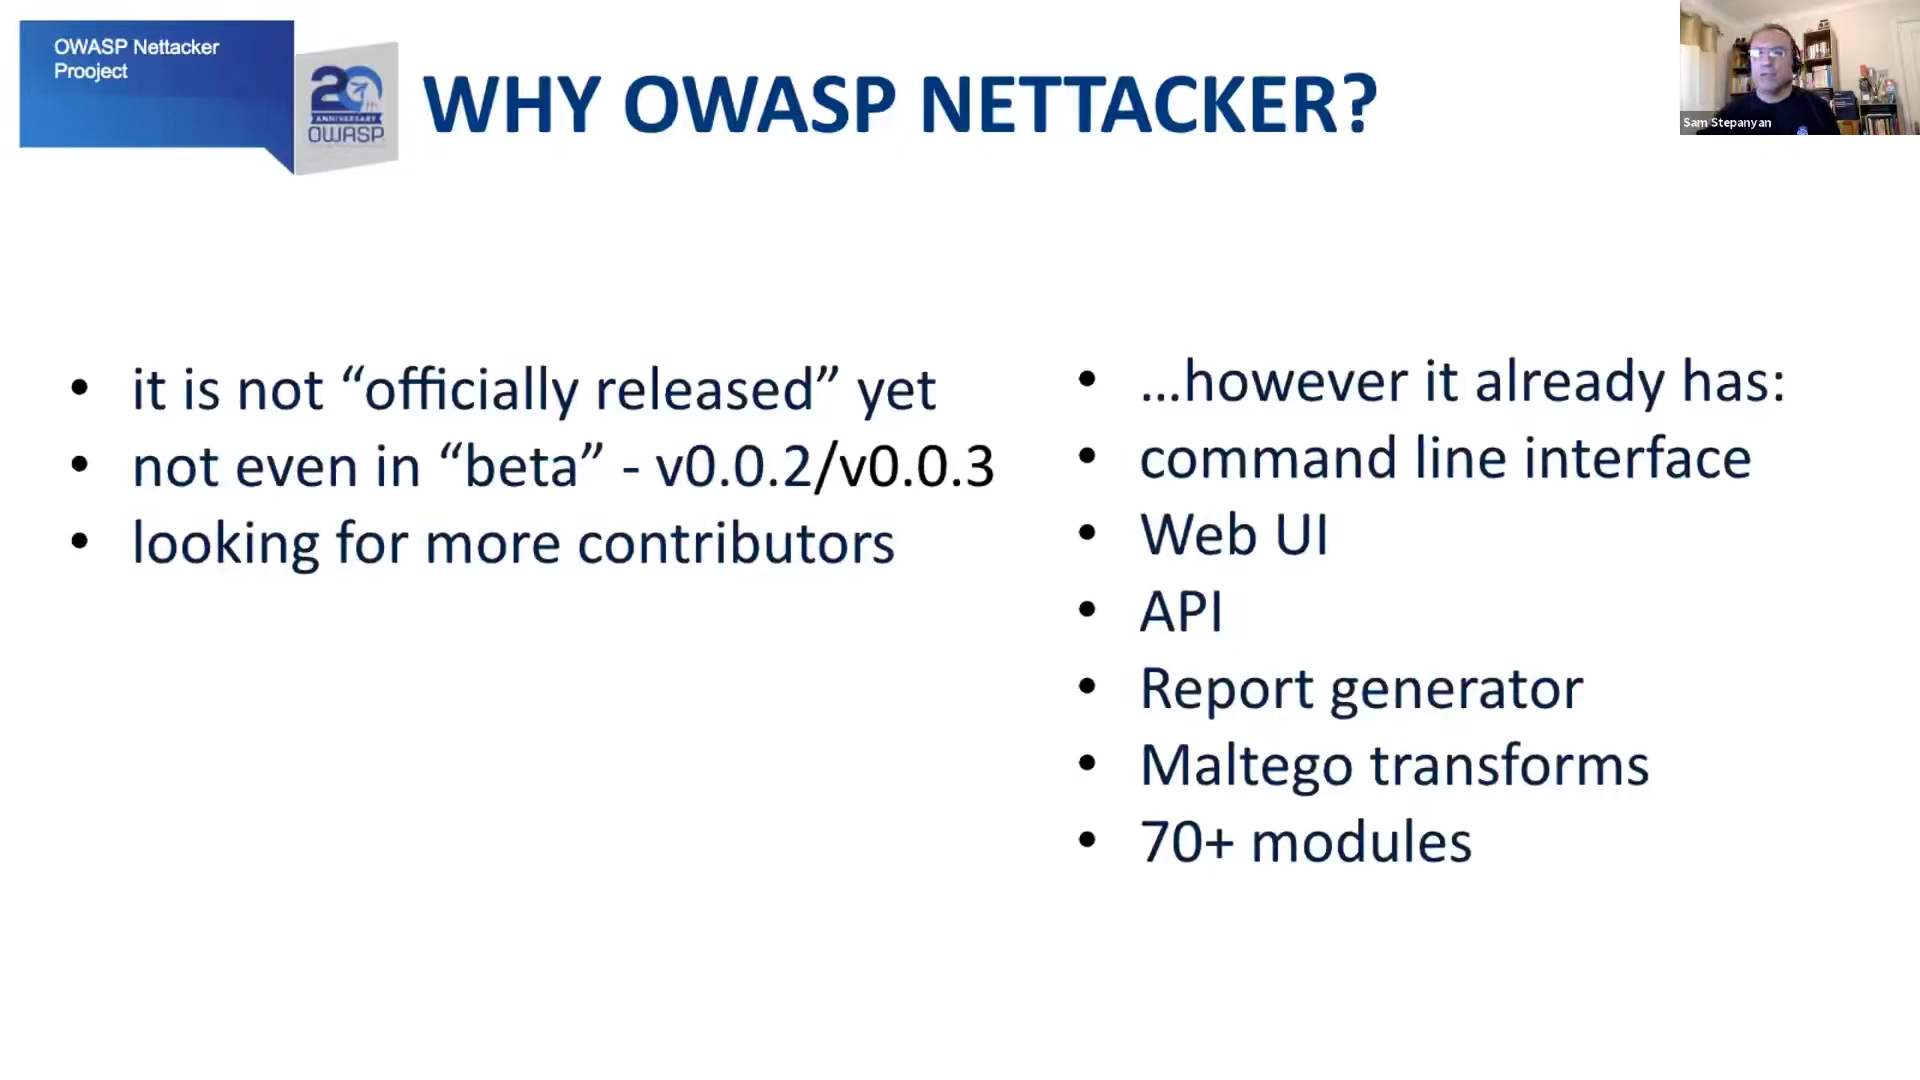 OWASP Nettacker
Prooject
20
ANNIVERSARY
OWASP
WHY OWASP NETTACKER?
Sam Stepanyan
• it is not “officially released” yet
• not even in “beta” - v0.0.2/v0.0.3
• looking for more contributors
• ...however it already has:
• command line interface
• Web UI
• API
• Report generator
• Maltego transforms
• 70+ modules